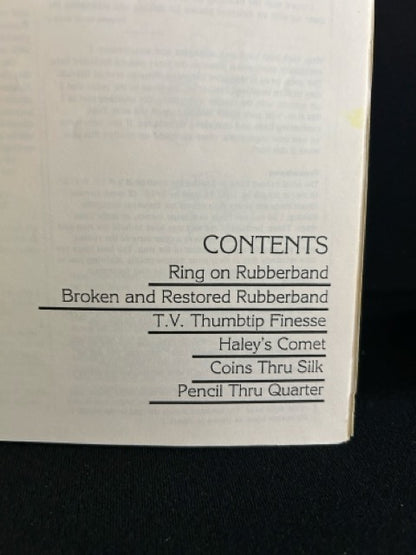 CONTENTS
Ring on Rubberband
Broken and Restored Rubberband
T.V. Thumbtip Finesse
Haley's Comet
Coins Thru Silk
Pencil Thru Quarter